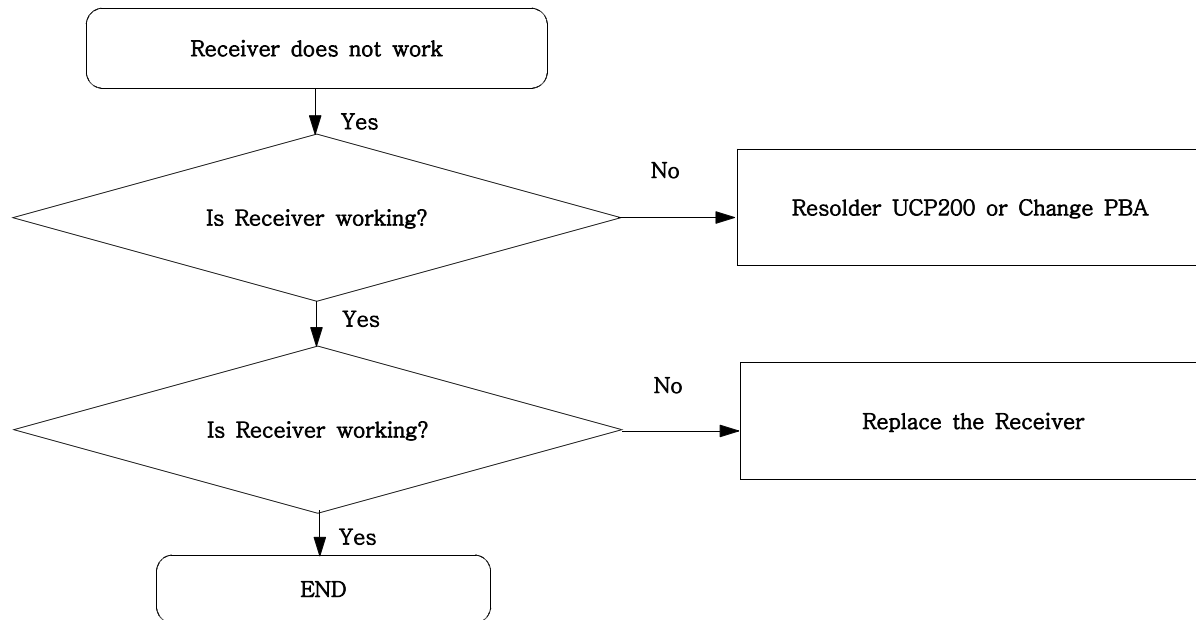 Receiver does not work
Yes
Is Receiver working?
No
Resolder UCP200 or Change PBA
Yes
Is Receiver working?
No
Replace the Receiver
Yes
END